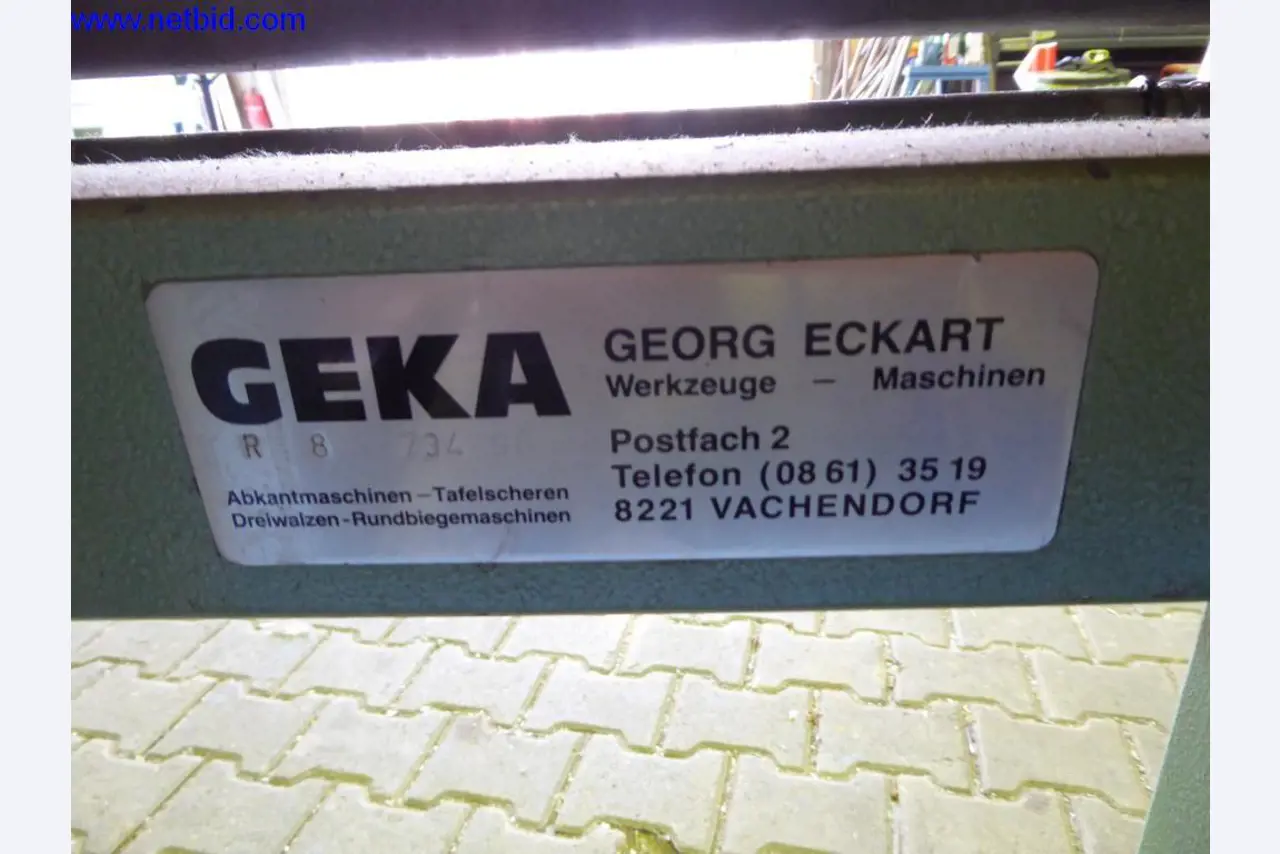 www.netbid.com
GEKA
R 8 734
Abkantmaschinen – Tafelscheren
Dreiwalzen-Rundbiegemaschinen
GEORG ECKART
Werkzeuge – Maschinen
Postfach 2
Telefon (08 61) 35 19
8221 VACHENDORF